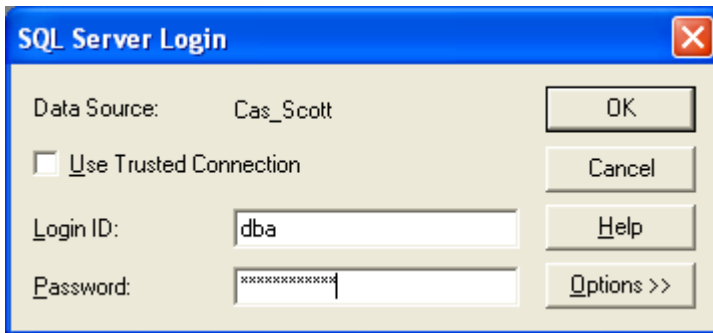 SQL Server Login
Data Source: Cas_Scott OK
Use Trusted Connection Cancel
Login ID: dba Help
Password: ************ Options >>